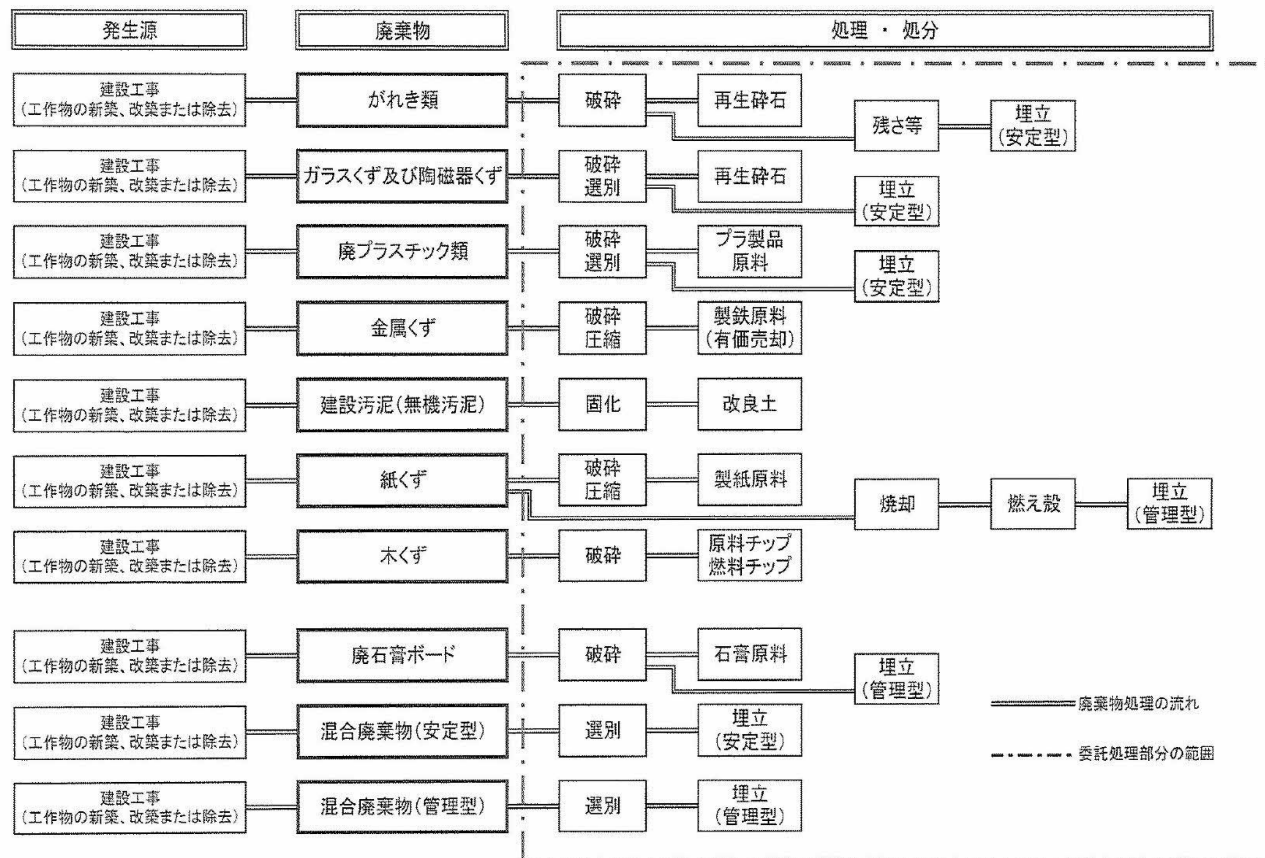 発生源
廃棄物
処理 ・ 処分
建設工事
(工作物の新築、改築または除去)
がれき類
破砕
再生砕石
残さ等
埋立
(安定型)
建設工事
(工作物の新築、改築または除去)
ガラスくず及び陶磁器くず
破砕
選別
再生砕石
埋立
(安定型)
建設工事
(工作物の新築、改築または除去)
廃プラスチック類
破砕
選別
プラ製品
原料
埋立
(安定型)
建設工事
(工作物の新築、改築または除去)
金属くず
破砕
圧縮
製鉄原料
(有価売却)
建設工事
(工作物の新築、改築または除去)
建設汚泥(無機汚泥)
固化
改良土
建設工事
(工作物の新築、改築または除去)
紙くず
破砕
圧縮
製紙原料
焼却
燃え殻
埋立
(管理型)
建設工事
(工作物の新築、改築または除去)
木くず
破砕
原料チップ
燃料チップ
建設工事
(工作物の新築、改築または除去)
廃石膏ボード
破砕
石膏原料
埋立
(管理型)
建設工事
(工作物の新築、改築または除去)
混合廃棄物(安定型)
選別
埋立
(安定型)
建設工事
(工作物の新築、改築または除去)
混合廃棄物(管理型)
選別
埋立
(管理型)
廃棄物処理の流れ
委託処理部分の範囲